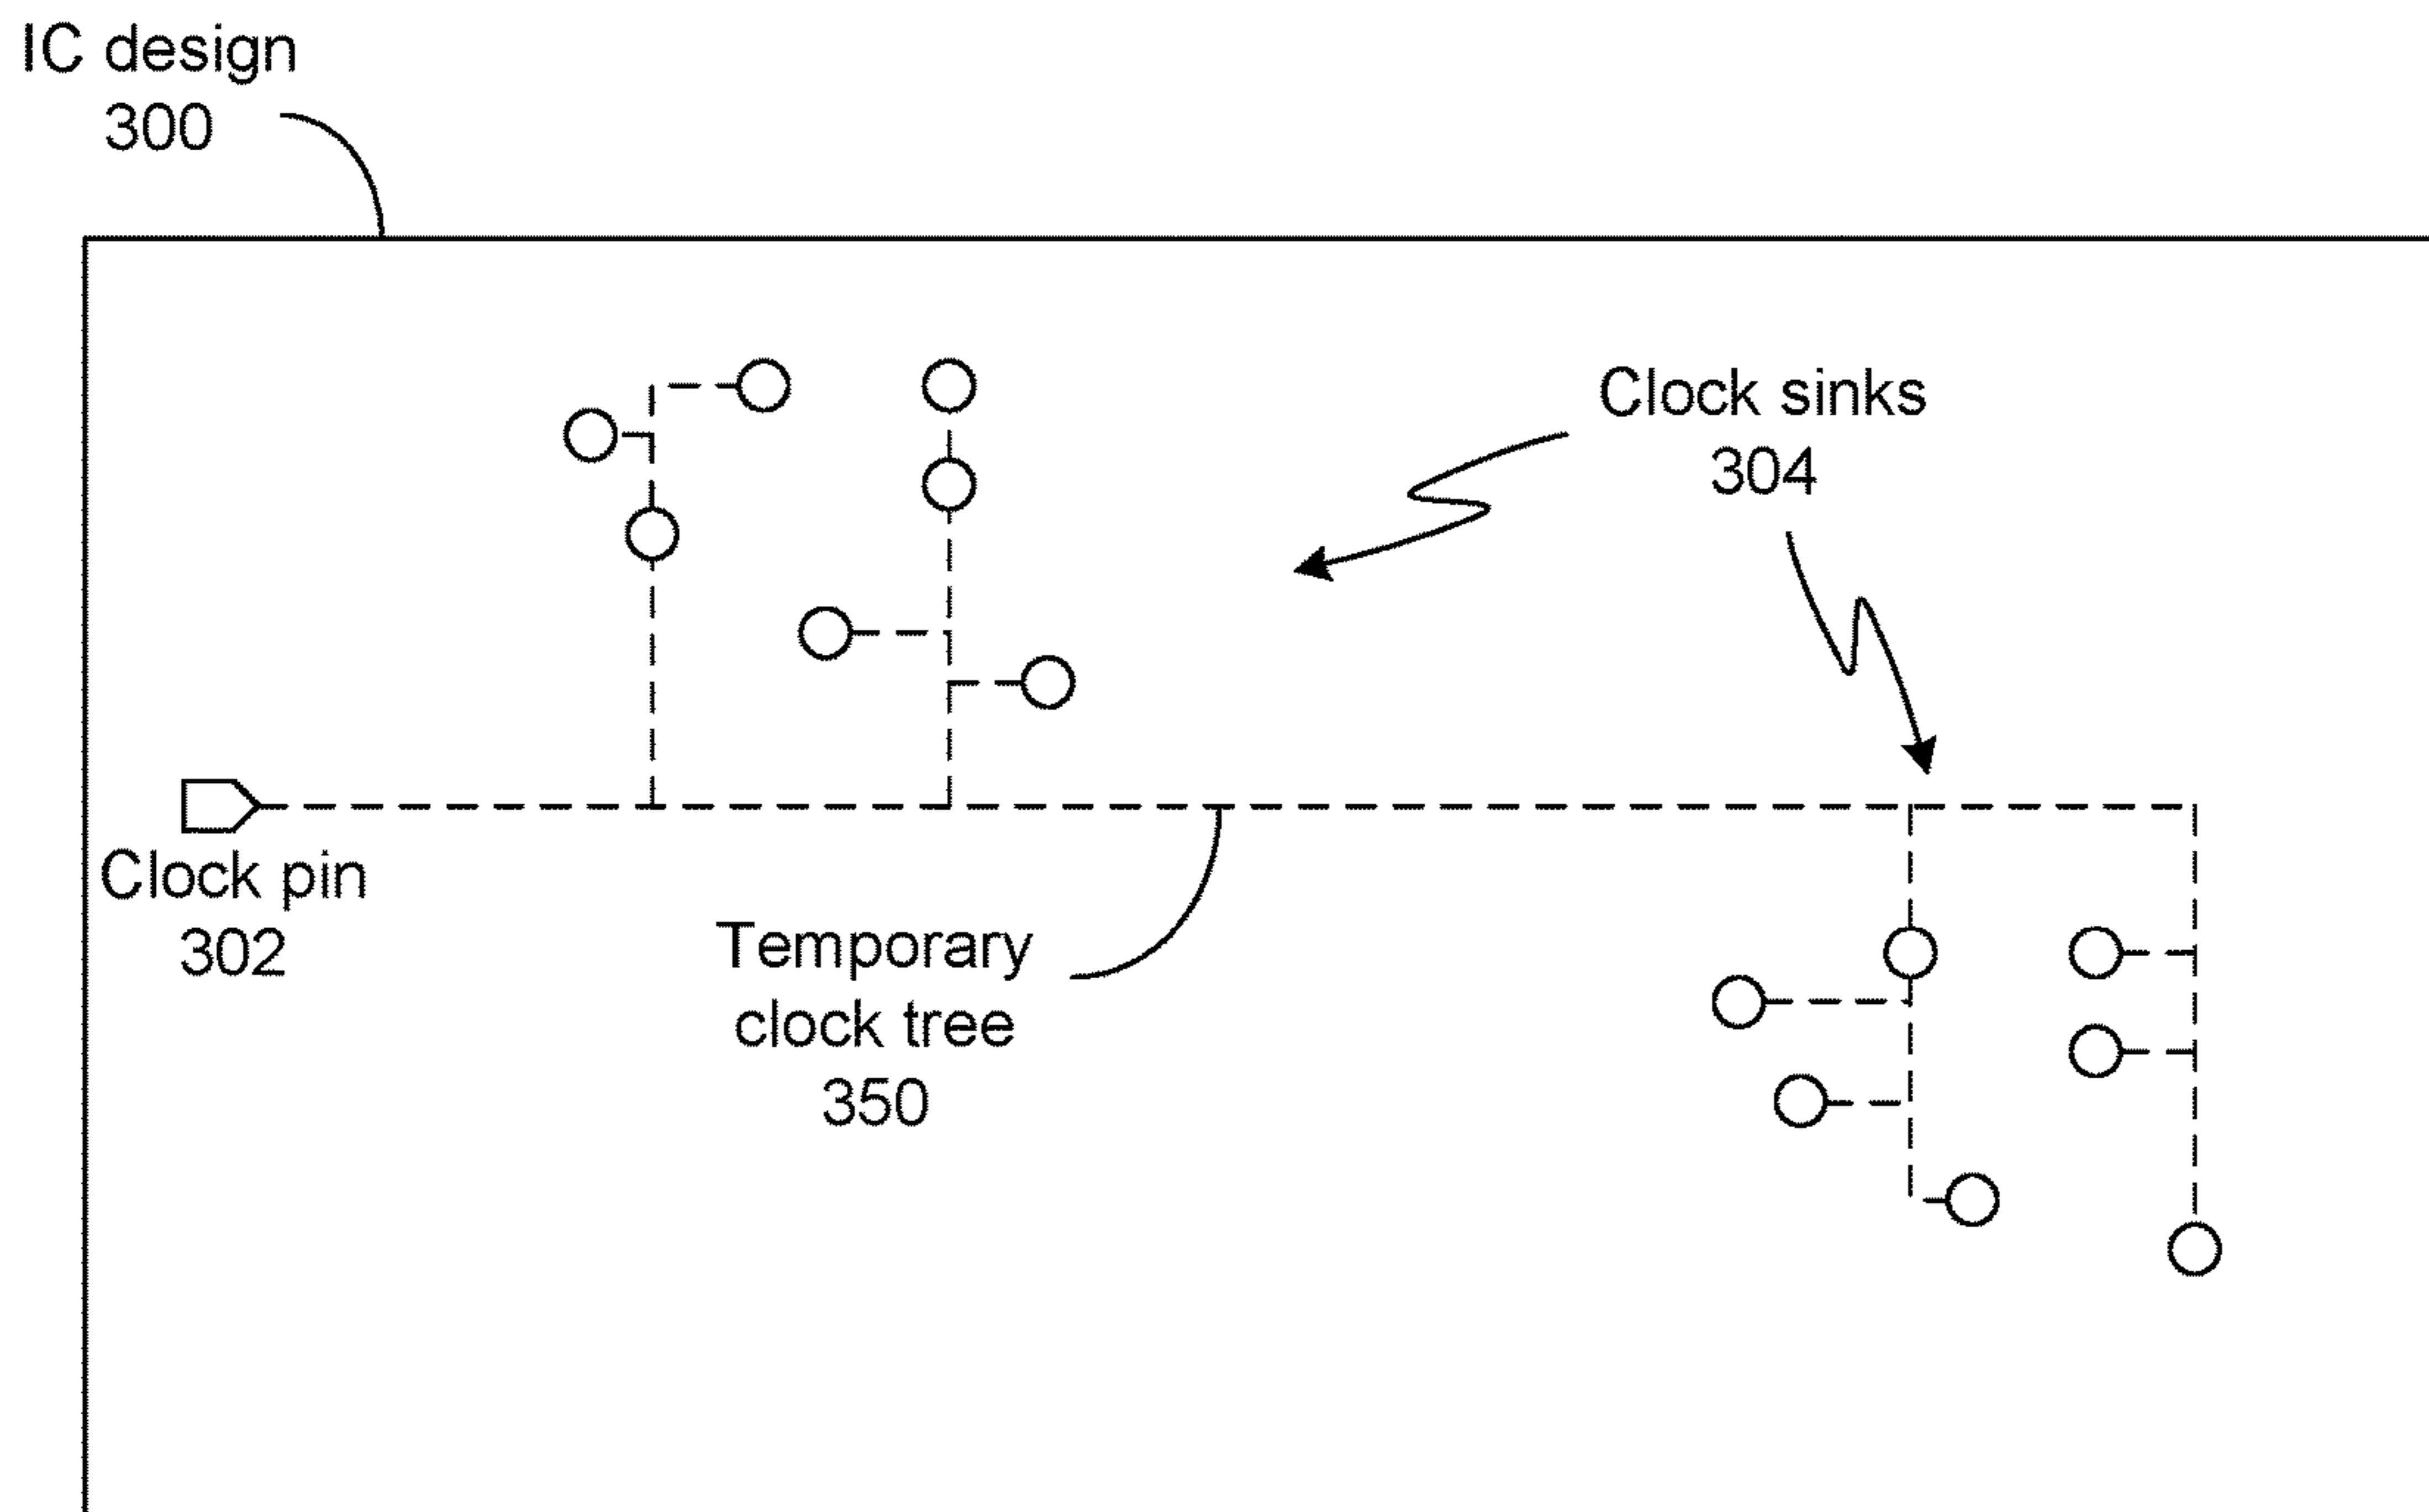 IC design
300
Clock sinks
304
Clock pin
302
Temporary
clock tree
350